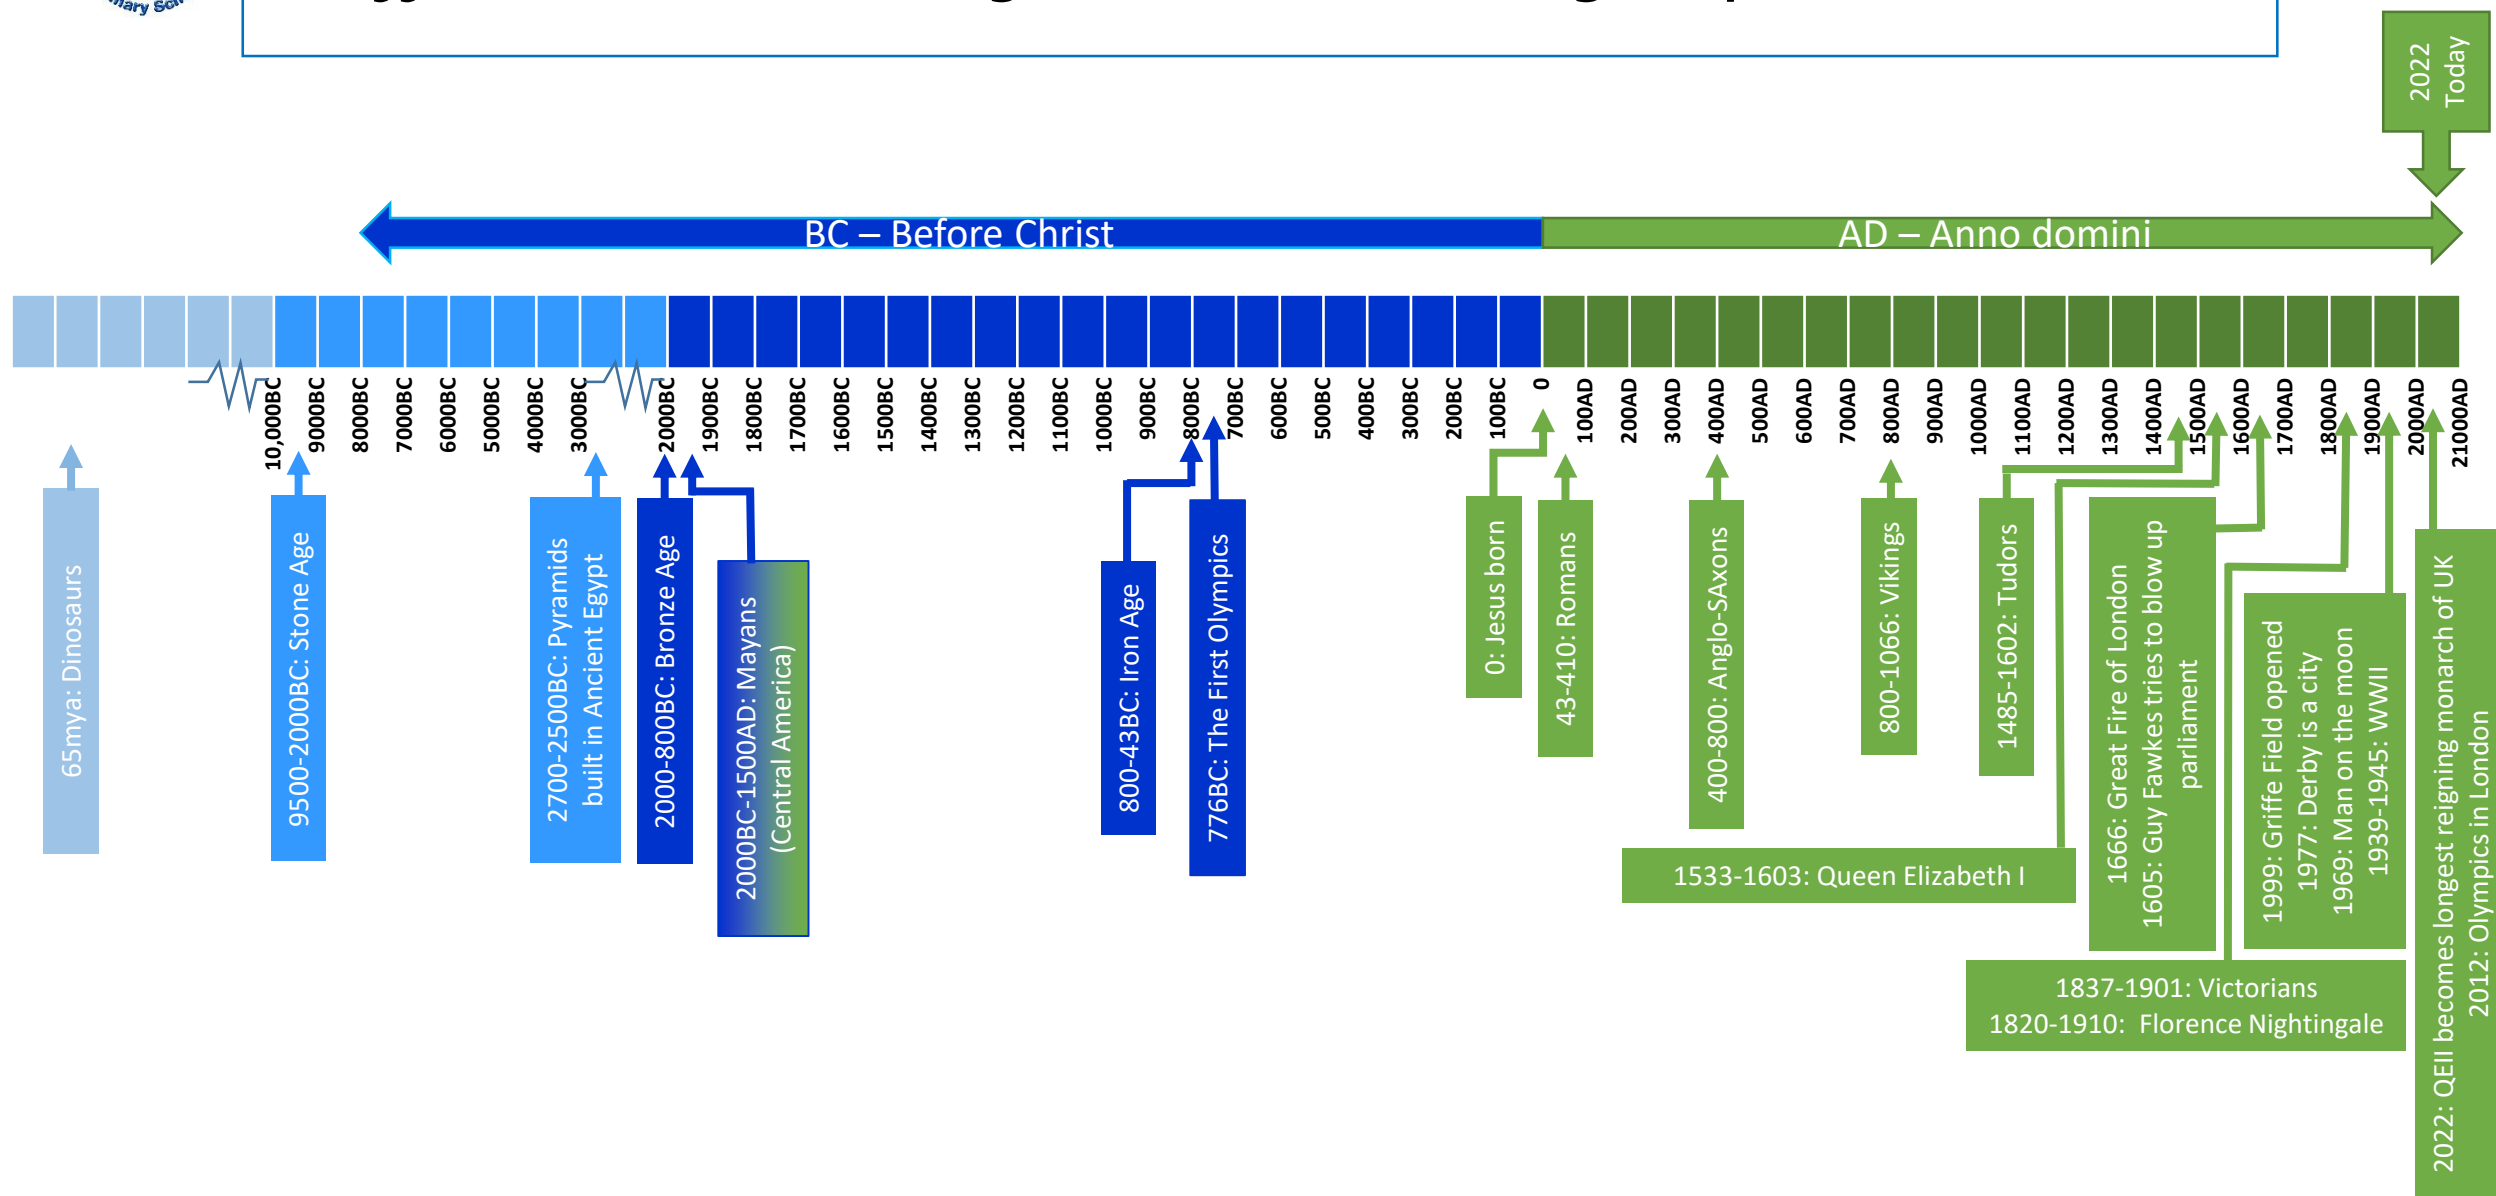 2022
Today
BC – Before Christ
AD – Anno domini
10,000BC
9000BC
8000BC
7000BC
6000BC
5000BC
4000BC
3000BC
2000BC
1900BC
1800BC
1700BC
1600BC
1500BC
1400BC
1300BC
1200BC
1100BC
1000BC
900BC
800BC
700BC
600BC
500BC
400BC
300BC
200BC
100BC
0
100AD
200AD
300AD
400AD
500AD
600AD
700AD
800AD
900AD
1000AD
1100AD
1200AD
1300AD
1400AD
1500AD
1600AD
1700AD
1800AD
1900AD
2000AD
21000AD
65mya: Dinosaurs
9500-2000BC: Stone Age
2700-2500BC: Pyramids
built in Ancient Egypt
2000-800BC: Bronze Age
2000BC-1500AD: Mayans
(Central America)
800-43BC: Iron Age
776BC: The First Olympics
0: Jesus born
43-410: Romans
400-800: Anglo-SAxons
800-1066: Vikings
1485-1602: Tudors
1533-1603: Queen Elizabeth I
1666: Great Fire of London
1605: Guy Fawkes tries to blow up
parliament
1837-1901: Victorians
1820-1910: Florence Nightingale
1999: Griffe Field opened
1977: Derby is a city
1969: Man on the moon
1939-1945: WWII
2022: QEII becomes longest reigning monarch of UK
2012: Olympics in London